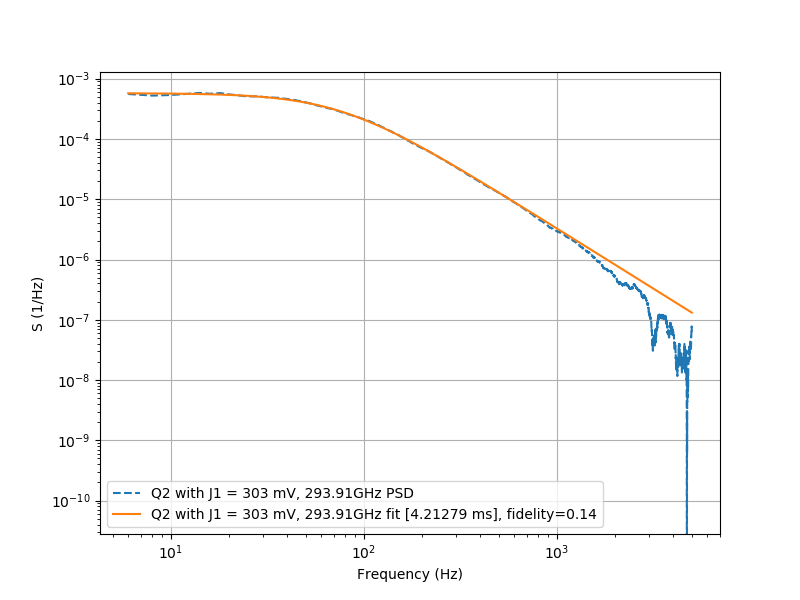 10⁻³
10⁻⁴
10⁻⁵
10⁻⁶
10⁻⁷
10⁻⁸
10⁻⁹
10⁻¹⁰
S (1/Hz)
Q2 with J1 = 303 mV, 293.91GHz PSD
Q2 with J1 = 303 mV, 293.91GHz fit [4.21279 ms], fidelity=0.14
10¹ 10² 10³
Frequency (Hz)